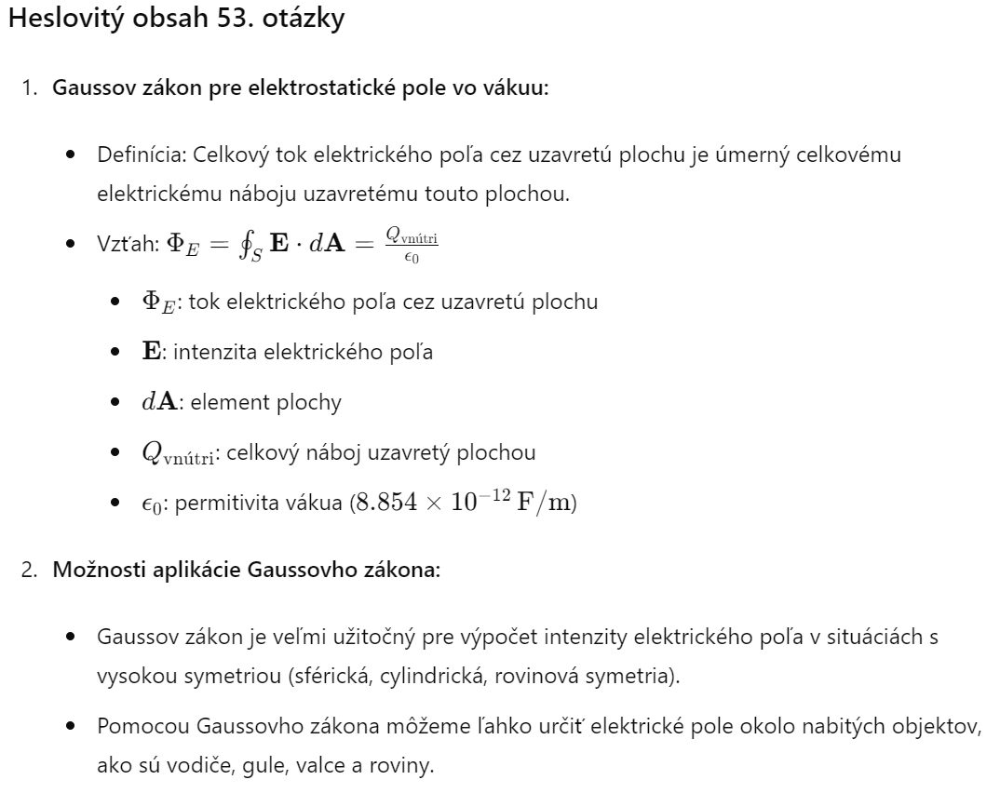 Heslovitý obsah 53. otázky
1. Gaussov zákon pre elektrostatické pole vo vákuu:
• Definícia: Celkový tok elektrického poľa cez uzavretú plochu je úmerný celkovému
elektrickému náboju uzavretému touto plochou.
• Vzťah: $\Phi_E = \oint_S \mathbf{E} \cdot d\mathbf{A} = \frac{Q_{\text{vnútri}}}{\epsilon_0}$
• $\Phi_E$: tok elektrického poľa cez uzavretú plochu
• $\mathbf{E}$: intenzita elektrického poľa
• $d\mathbf{A}$: element plochy
• $Q_{\text{vnútri}}$: celkový náboj uzavretý plochou
• $\epsilon_0$: permitivita vákua ($8.854 \times 10^{-12}\,\text{F/m}$)
2. Možnosti aplikácie Gaussovho zákona:
• Gaussov zákon je veľmi užitočný pre výpočet intenzity elektrického poľa v situáciách s
vysokou symetriou (sférická, cylindrická, rovinová symetria).
• Pomocou Gaussovho zákona môžeme ľahko určiť elektrické pole okolo nabitých objektov,
ako sú vodiče, gule, valce a roviny.